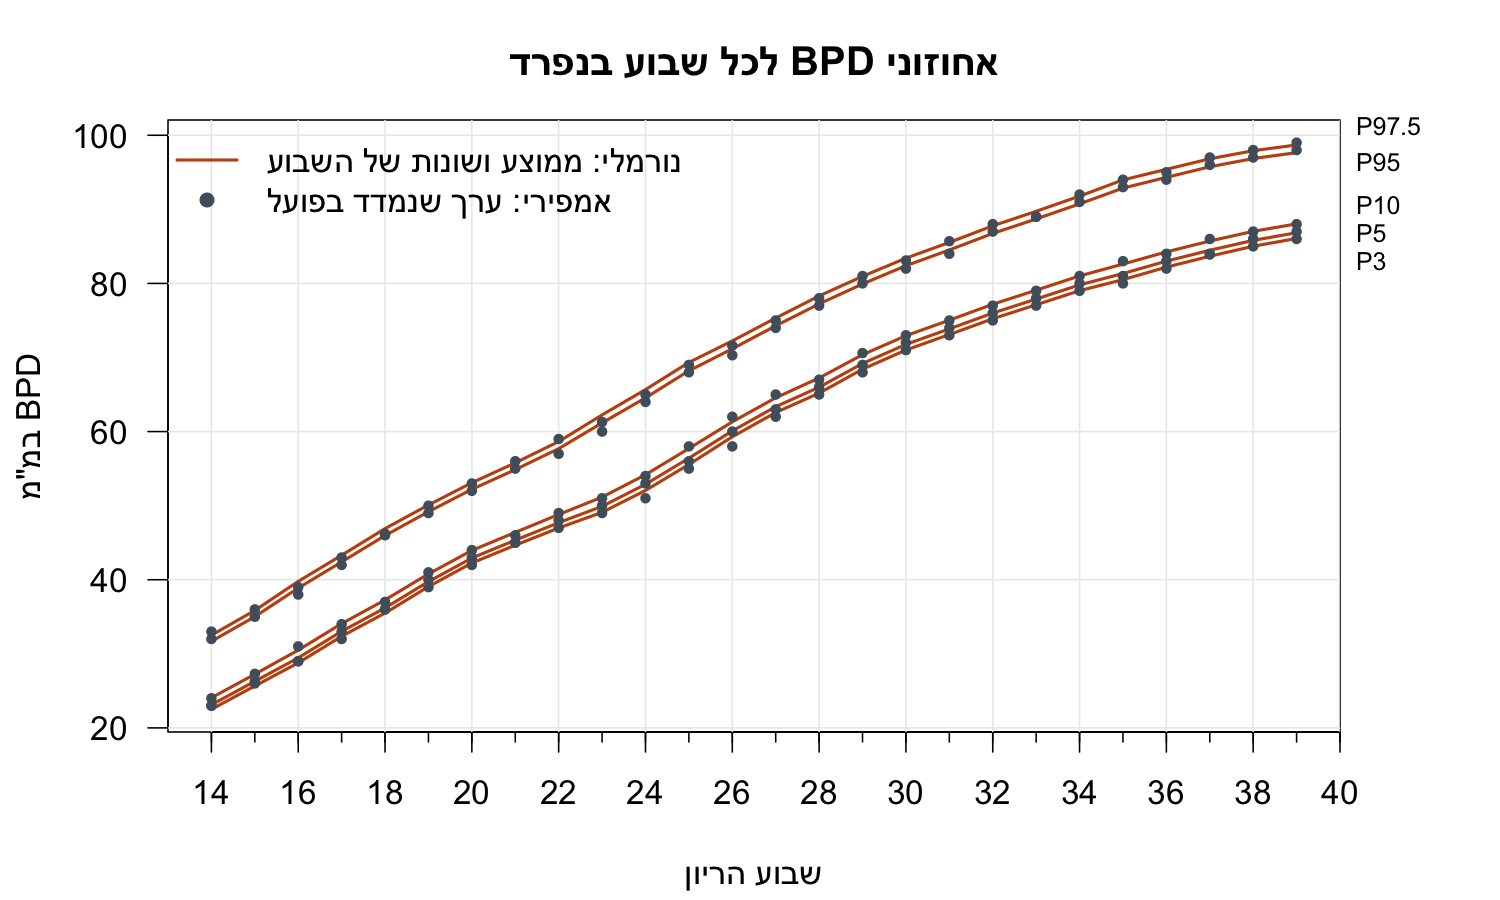 אחוזוני BPD לכל שבוע בנפרד
נורמלי: ממוצע ושונות של השבוע
אמפירי: ערך שנמדד בפועל
P97.5
P95
P10
P5
P3
BPD במ"מ
100
80
60
40
20
14 16 18 20 22 24 26 28 30 32 34 36 38 40
שבוע הריון